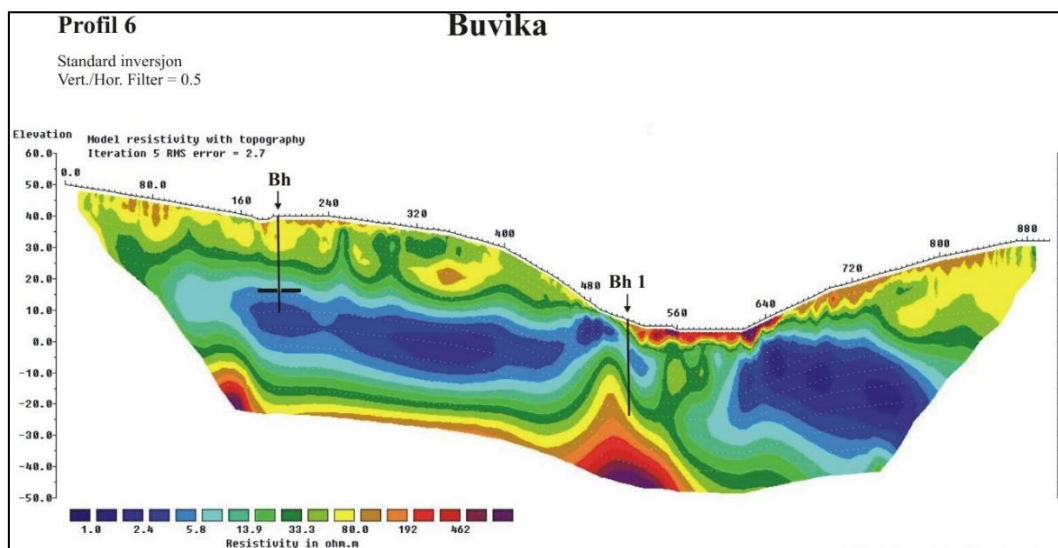 Profil 6
Buvika
Standard inversjon
Vert./Hor. Filter = 0.5
Elevation
Model resistivity with topography
Iteration 5 RMS error = 2.7
60.0
0.0
Bh
50.0
80.0
160
240
40.0
320
880
400
800
30.0
20.0
480
Bh 1
720
10.0
560
640
0.0
-10.0
-20.0
-30.0
-40.0
-50.0
1.0 2.4 5.8 13.9 33.3 80.0 192 462
Resistivity in ohm.m